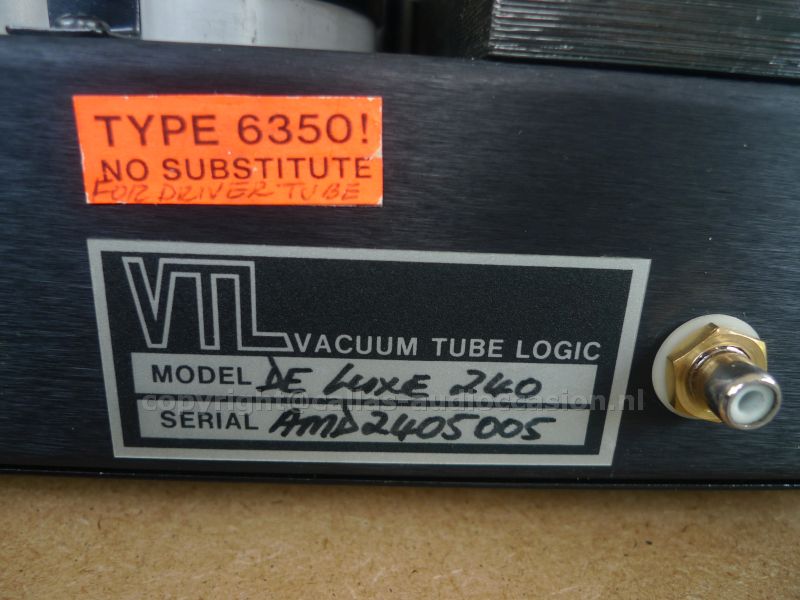 TYPE 6350!
NO SUBSTITUTE
FOR DRIVER TUBE
VTL VACUUM TUBE LOGIC
MODEL DE LUXE 240
copyright@callas-audioccasion.nl
SERIAL AMD2405005